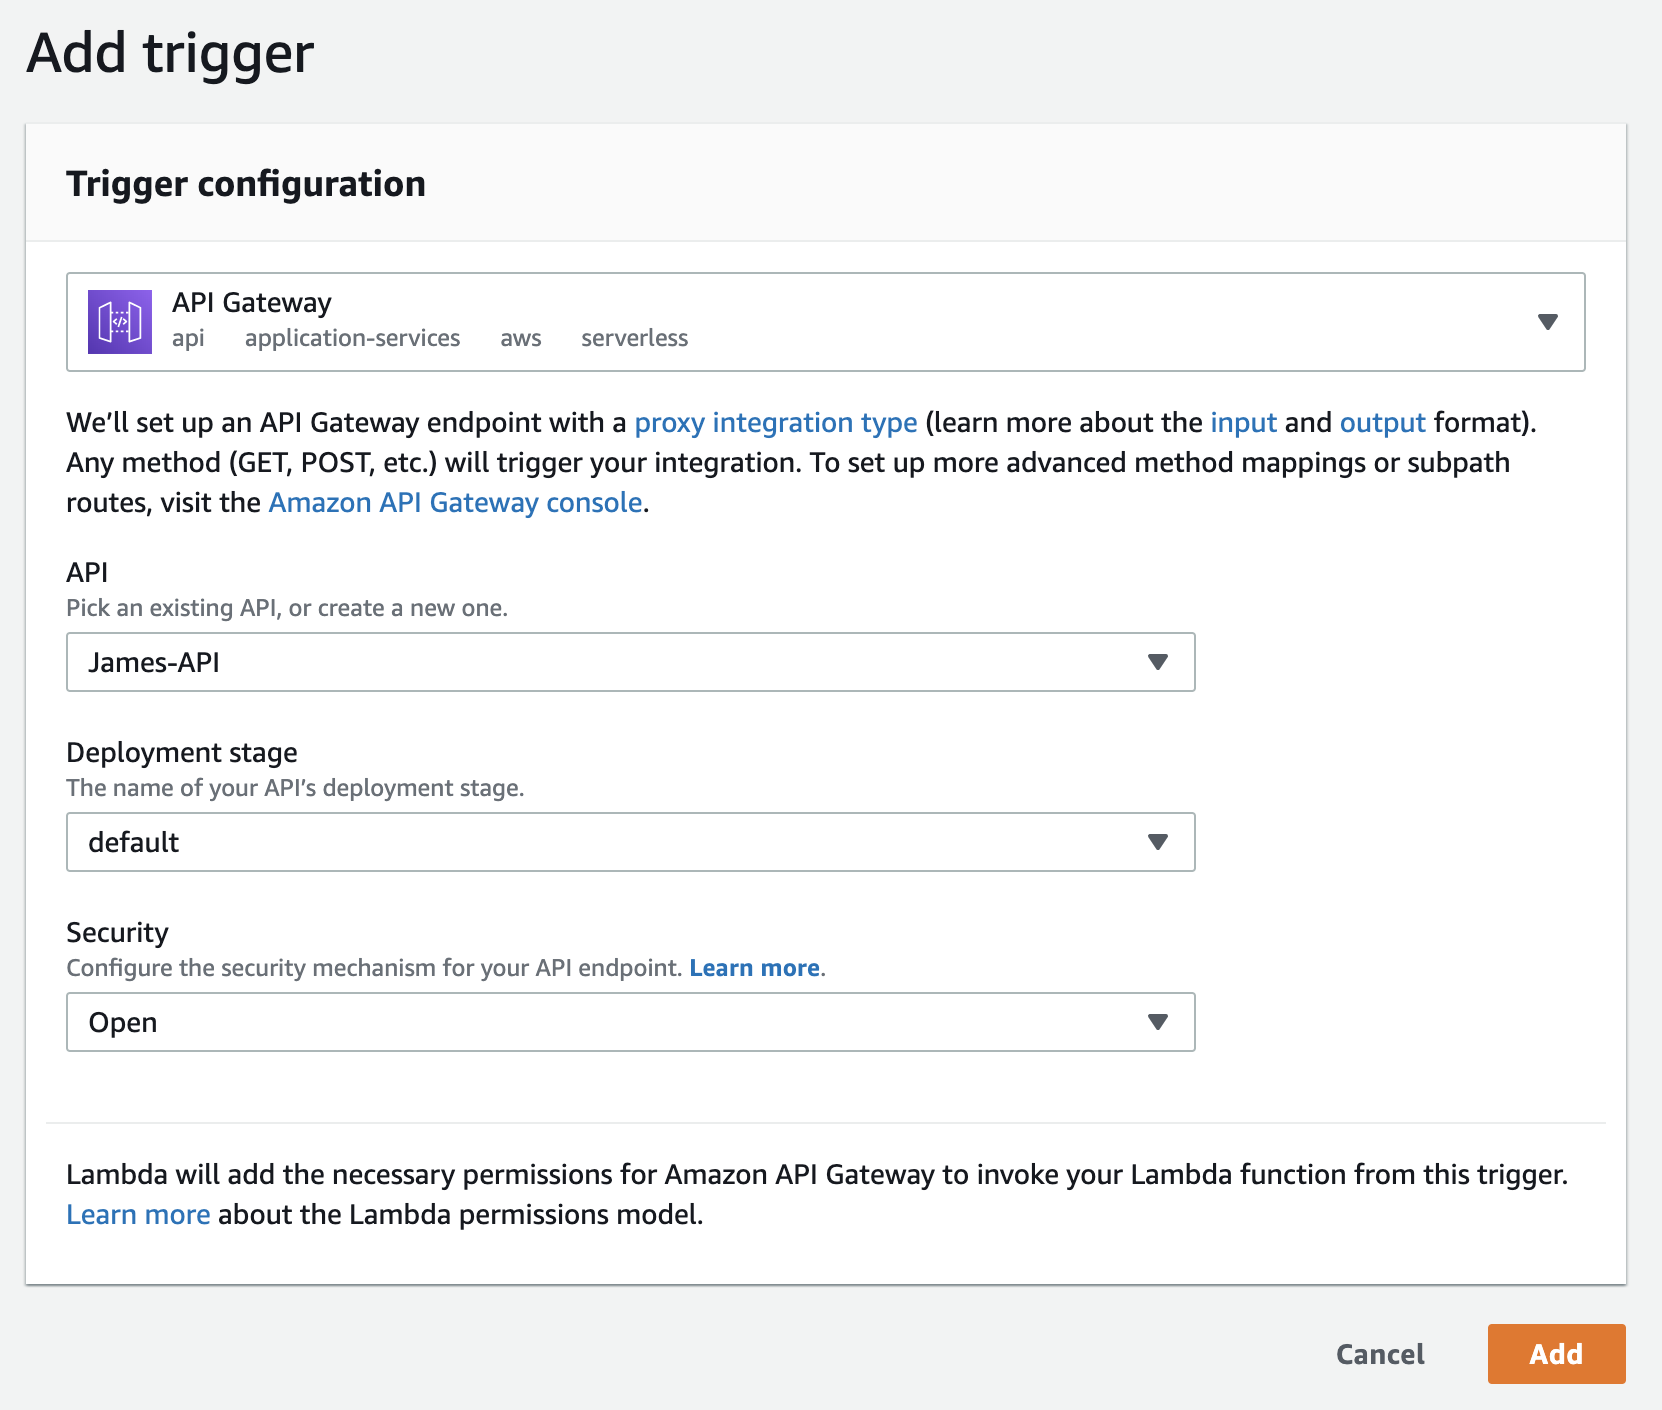 Add trigger
Trigger configuration
API Gateway
api application-services aws serverless
We’ll set up an API Gateway endpoint with a proxy integration type (learn more about the input and output format).
Any method (GET, POST, etc.) will trigger your integration. To set up more advanced method mappings or subpath
routes, visit the Amazon API Gateway console.
API
Pick an existing API, or create a new one.
James-API
Deployment stage
The name of your API’s deployment stage.
default
Security
Configure the security mechanism for your API endpoint. Learn more.
Open
Lambda will add the necessary permissions for Amazon API Gateway to invoke your Lambda function from this trigger.
Learn more about the Lambda permissions model.
Cancel Add